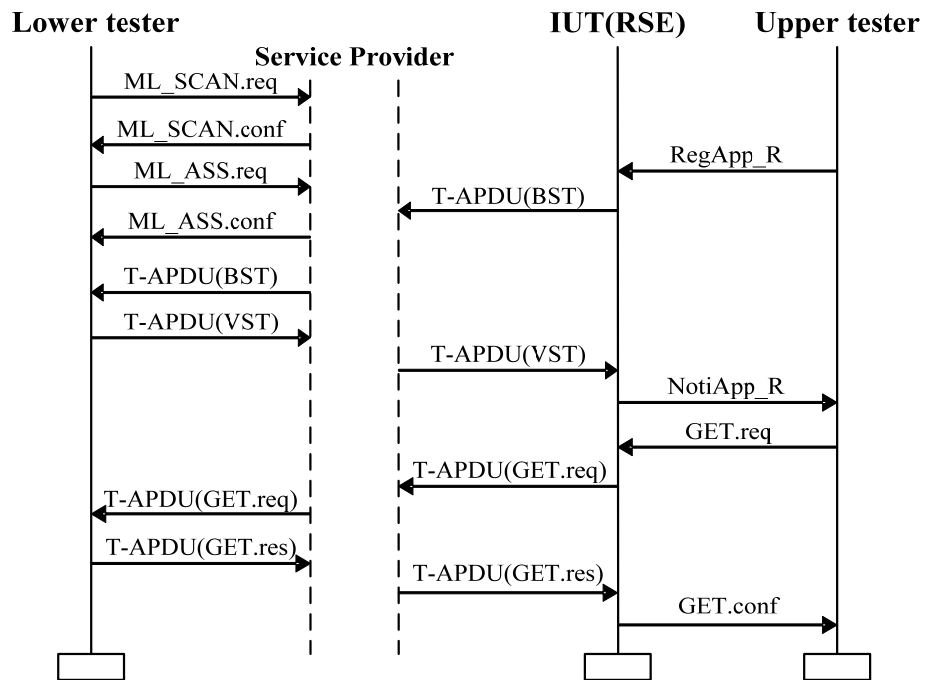 Lower tester
IUT(RSE)
Upper tester
Service Provider
ML_SCAN.req
ML_SCAN.conf
RegApp_R
ML_ASS.req
T-APDU(BST)
ML_ASS.conf
T-APDU(BST)
T-APDU(VST)
T-APDU(VST)
NotiApp_R
GET.req
T-APDU(GET.req)
T-APDU(GET.req)
T-APDU(GET.res)
T-APDU(GET.res)
GET.conf